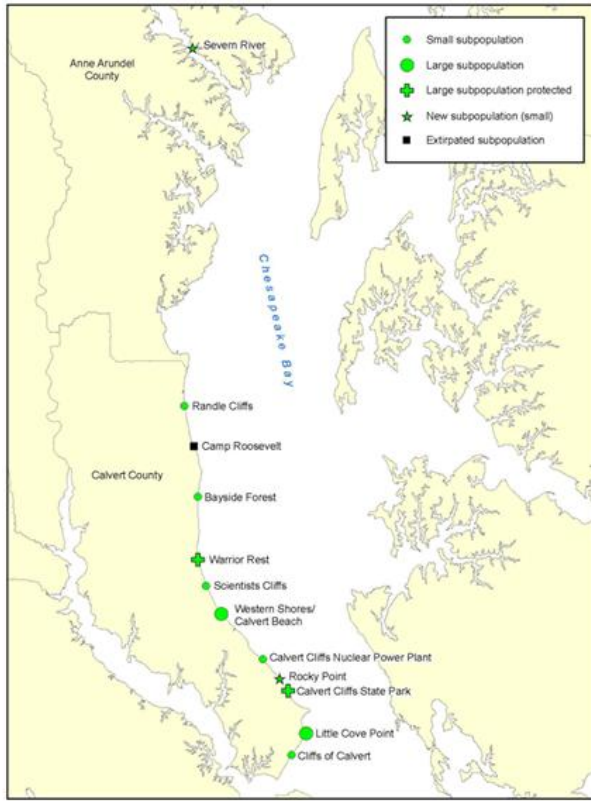 Severn River
Anne Arundel
County
Small subpopulation
Large subpopulation
Large subpopulation protected
New subpopulation (small)
Extirpated subpopulation
Chesapeake Bay
Randle Cliffs
Camp Roosevelt
Calvert County
Bayside Forest
Warrior Rest
Scientists Cliffs
Western Shores/
Calvert Beach
Calvert Cliffs Nuclear Power Plant
Rocky Point
Calvert Cliffs State Park
Little Cove Point
Cliffs of Calvert